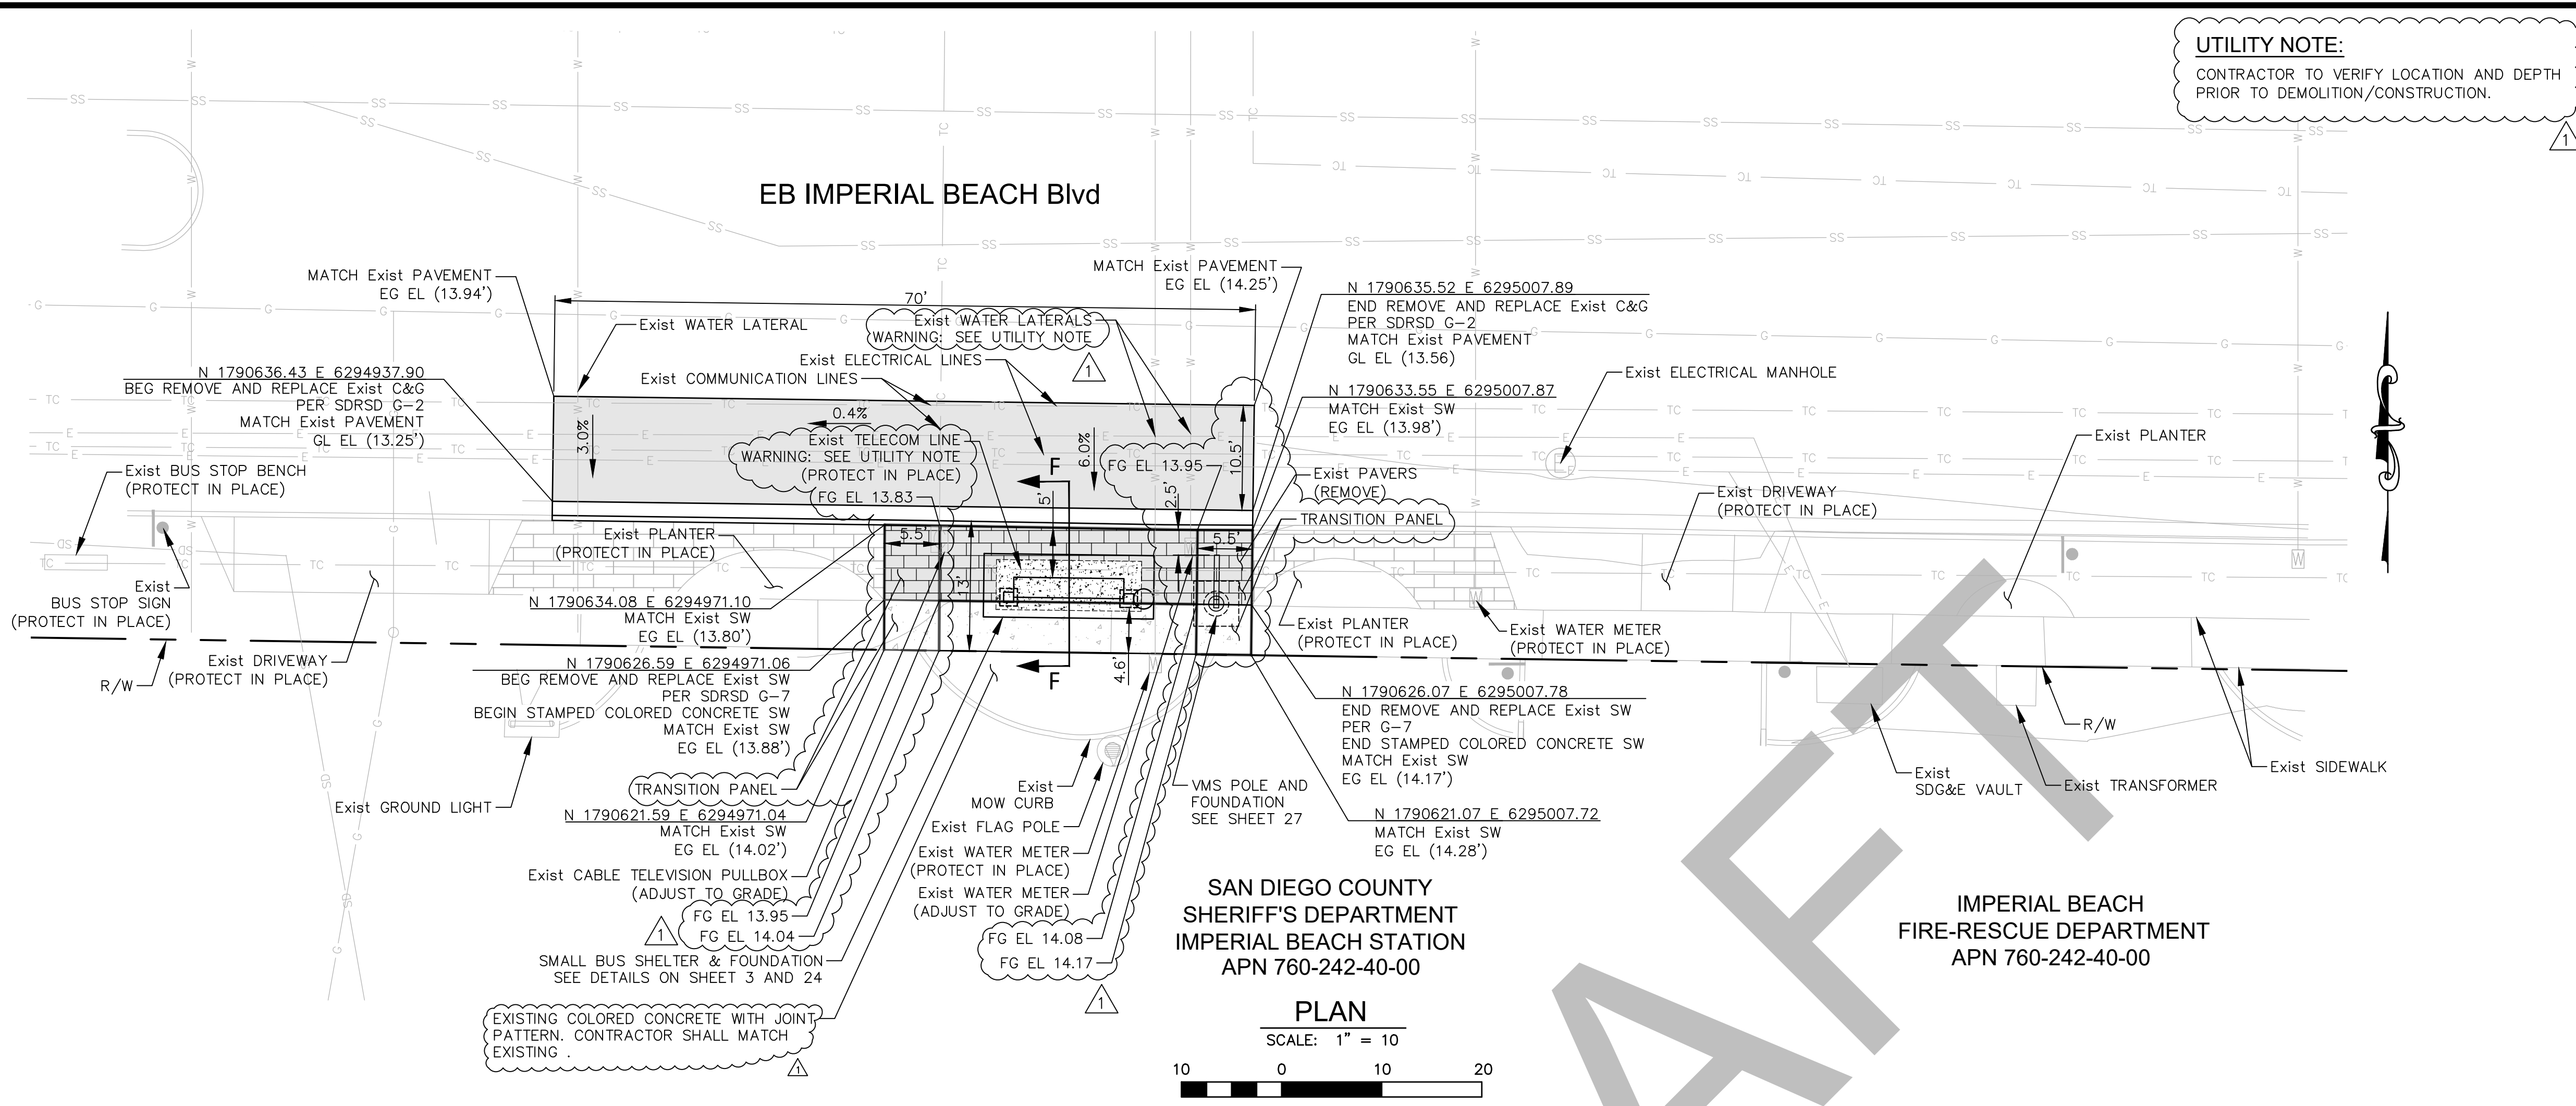 UTILITY NOTE:
CONTRACTOR TO VERIFY LOCATION AND DEPTH
PRIOR TO DEMOLITION/CONSTRUCTION.
1
EB IMPERIAL BEACH Blvd
MATCH Exist PAVEMENT
EG EL (13.94')
70'
Exist WATER LATERAL
Exist WATER LATERALS
WARNING: SEE UTILITY NOTE
1
Exist ELECTRICAL LINES
Exist COMMUNICATION LINES
MATCH Exist PAVEMENT
EG EL (14.25')
N 1790635.52 E 6295007.89
END REMOVE AND REPLACE Exist C&G
PER SDRSD G-2
MATCH Exist PAVEMENT
GL EL (13.56)
N 1790633.55 E 6295007.87
MATCH Exist SW
EG EL (13.98')
Exist ELECTRICAL MANHOLE
Exist PLANTER
N 1790636.43 E 6294937.90
BEG REMOVE AND REPLACE Exist C&G
PER SDRSD G-2
MATCH Exist PAVEMENT
GL EL (13.25')
Exist BUS STOP BENCH
(PROTECT IN PLACE)
3.0%
0.4%
Exist TELECOM LINE
WARNING: SEE UTILITY NOTE
(PROTECT IN PLACE)
FG EL 13.83
F
5'
6.0%
FG EL 13.95
10.5'
2.5'
Exist PAVERS
(REMOVE)
TRANSITION PANEL
Exist DRIVEWAY
(PROTECT IN PLACE)
Exist PLANTER
(PROTECT IN PLACE)
5.5'
13'
5.5'
Exist
BUS STOP SIGN
(PROTECT IN PLACE)
N 1790634.08 E 6294971.10
MATCH Exist SW
EG EL (13.80')
Exist PLANTER
(PROTECT IN PLACE)
Exist WATER METER
(PROTECT IN PLACE)
Exist DRIVEWAY
(PROTECT IN PLACE)
R/W
N 1790626.59 E 6294971.06
BEG REMOVE AND REPLACE Exist SW
PER SDRSD G-7
BEGIN STAMPED COLORED CONCRETE SW
MATCH Exist SW
EG EL (13.88')
F
4.6'
N 1790626.07 E 6295007.78
END REMOVE AND REPLACE Exist SW
PER G-7
END STAMPED COLORED CONCRETE SW
MATCH Exist SW
EG EL (14.17')
R/W
Exist
SDG&E VAULT
Exist TRANSFORMER
Exist SIDEWALK
Exist GROUND LIGHT
TRANSITION PANEL
N 1790621.59 E 6294971.04
MATCH Exist SW
EG EL (14.02')
Exist
MOW CURB
Exist FLAG POLE
VMS POLE AND
FOUNDATION
SEE SHEET 27
N 1790621.07 E 6295007.72
MATCH Exist SW
EG EL (14.28')
Exist CABLE TELEVISION PULLBOX
(ADJUST TO GRADE)
Exist WATER METER
(PROTECT IN PLACE)
Exist WATER METER
(ADJUST TO GRADE)
FG EL 13.95
FG EL 14.04
1
FG EL 14.08
FG EL 14.17
1
SMALL BUS SHELTER & FOUNDATION
SEE DETAILS ON SHEET 3 AND 24
EXISTING COLORED CONCRETE WITH JOINT
PATTERN. CONTRACTOR SHALL MATCH
EXISTING .
1
SAN DIEGO COUNTY
SHERIFF'S DEPARTMENT
IMPERIAL BEACH STATION
APN 760-242-40-00
IMPERIAL BEACH
FIRE-RESCUE DEPARTMENT
APN 760-242-40-00
PLAN
SCALE: 1" = 10
10 0 10 20
AFT